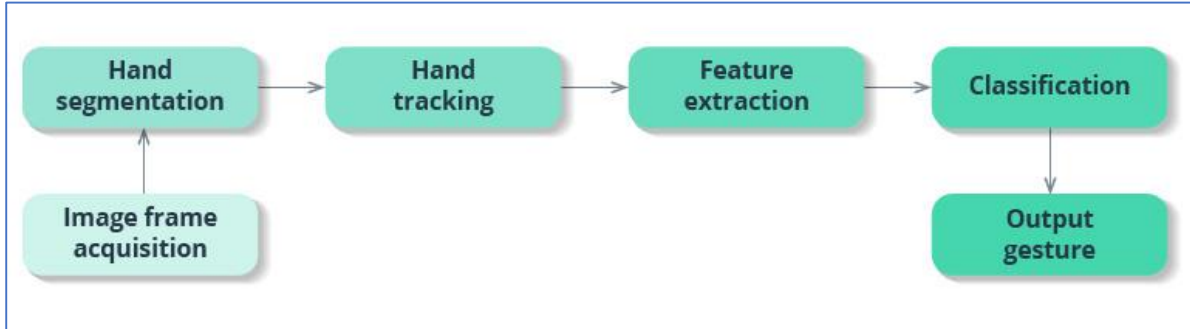 Hand
segmentation
Hand
tracking
Feature
extraction
Classification
Image frame
acquisition
Output
gesture